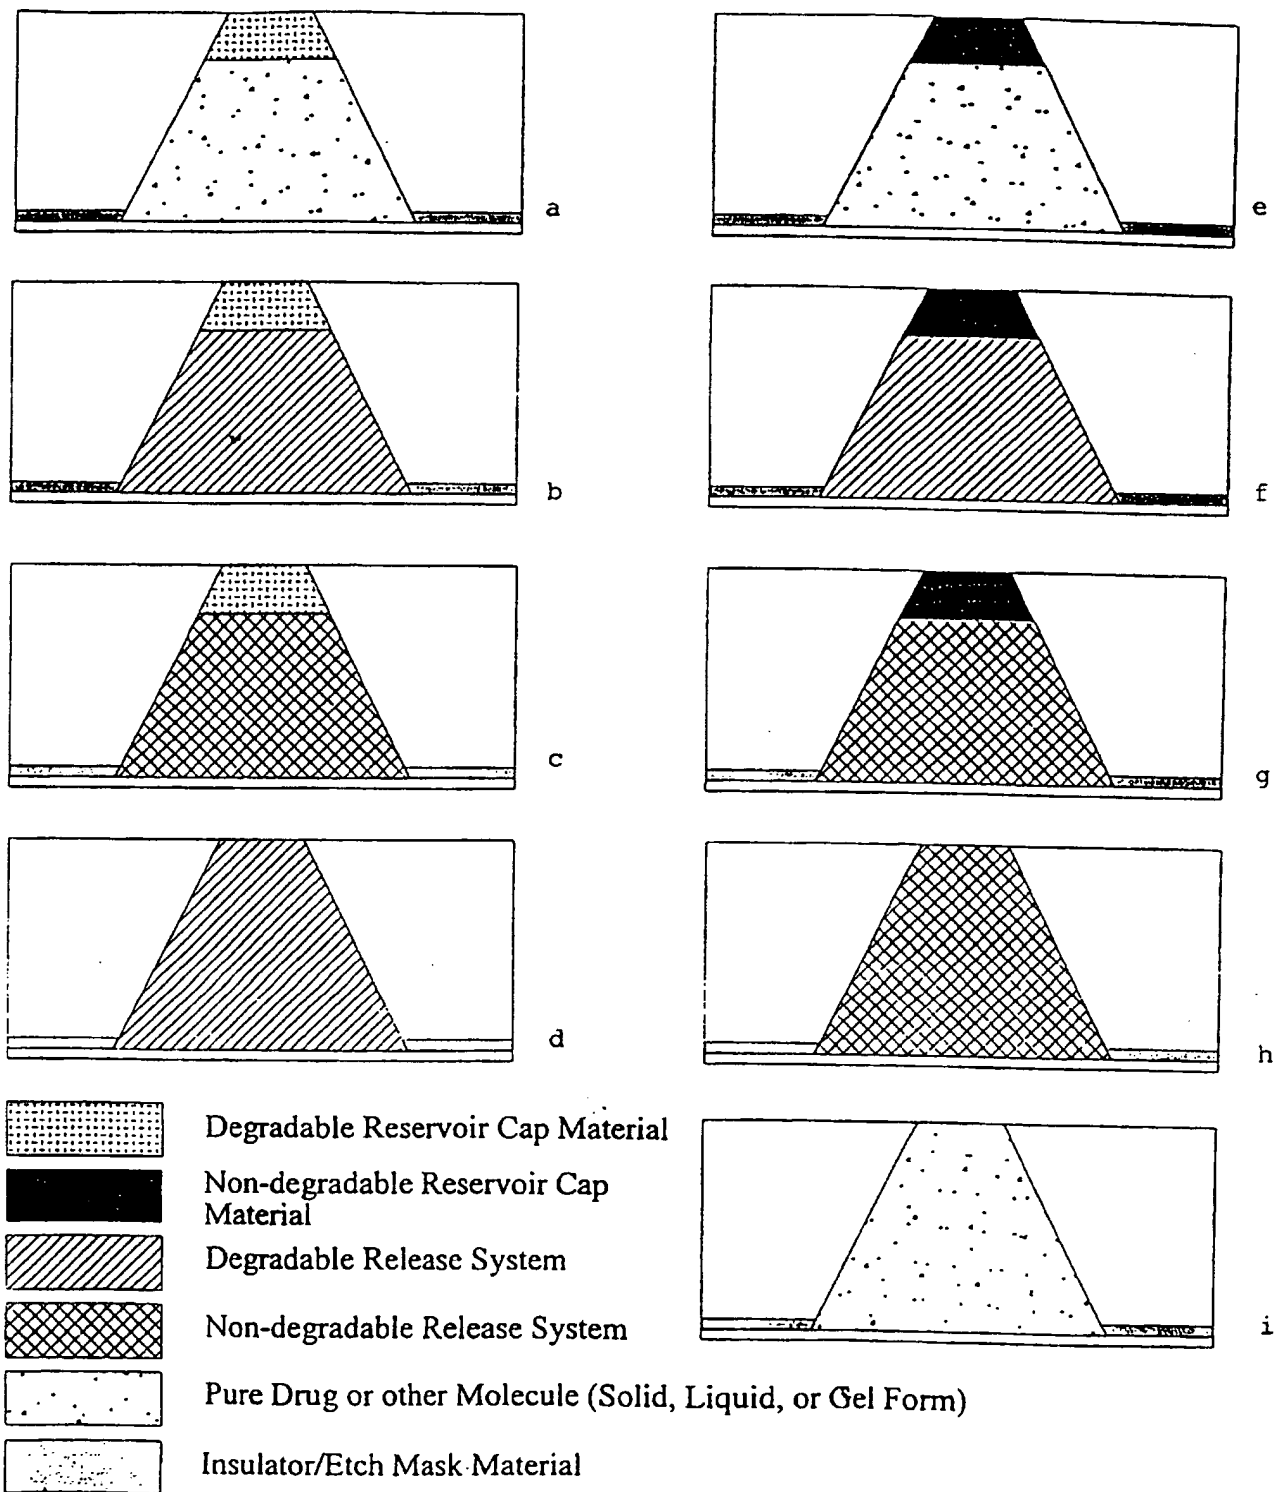 a
e
b
f
c
g
d
h
Degradable Reservoir Cap Material
Non-degradable Reservoir Cap
Material
Degradable Release System
Non-degradable Release System
i
Pure Drug or other Molecule (Solid, Liquid, or Gel Form)
Insulator/Etch Mask Material